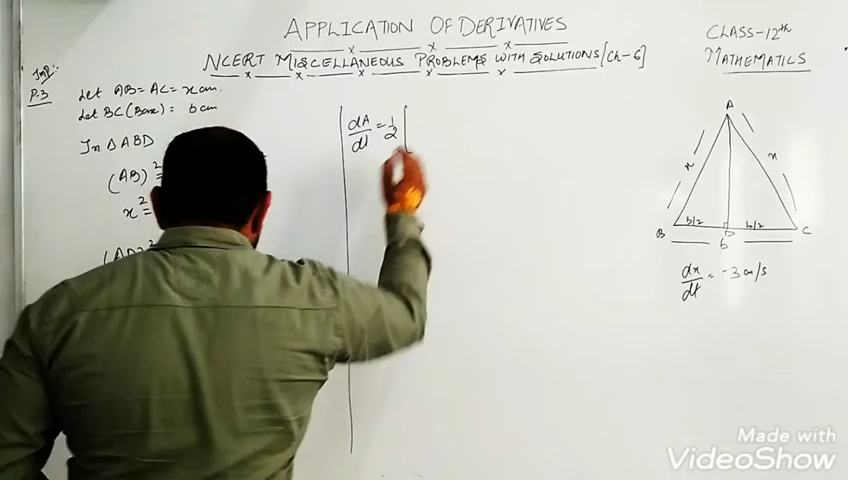 APPLICATION OF DERIVATIVES
NCERT MISCELLANEOUS PROBLEMS WITH SOLUTIONS [Ch-6]
CLASS-12th
MATHEMATICS
Imp:
P.3
Let AB = AC = x cm.
Let BC (Base) = b cm
In △ABD
(AB)² =
x² =
dA/dt = 1/2
A
x
x
b/2
b/2
B
D
C
b
dx/dt = -3 cm/s
Made with
VideoShow